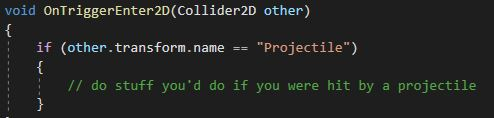 void OnTriggerEnter2D(Collider2D other)
{
if (other.transform.name == "Projectile")
{
// do stuff you'd do if you were hit by a projectile
}